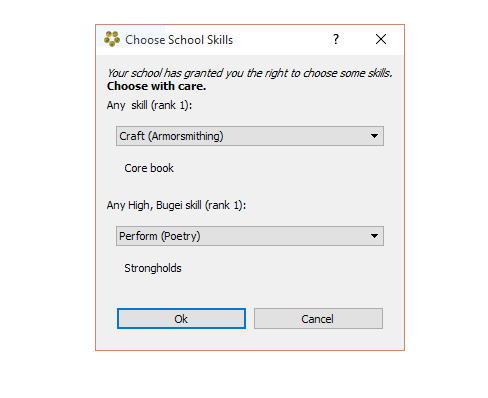 Choose School Skills
?
Your school has granted you the right to choose some skills.
Choose with care.
Any  skill (rank 1):
Craft (Armorsmithing)
Core book
Any High, Bugei skill (rank 1):
Perform (Poetry)
Strongholds
Ok
Cancel